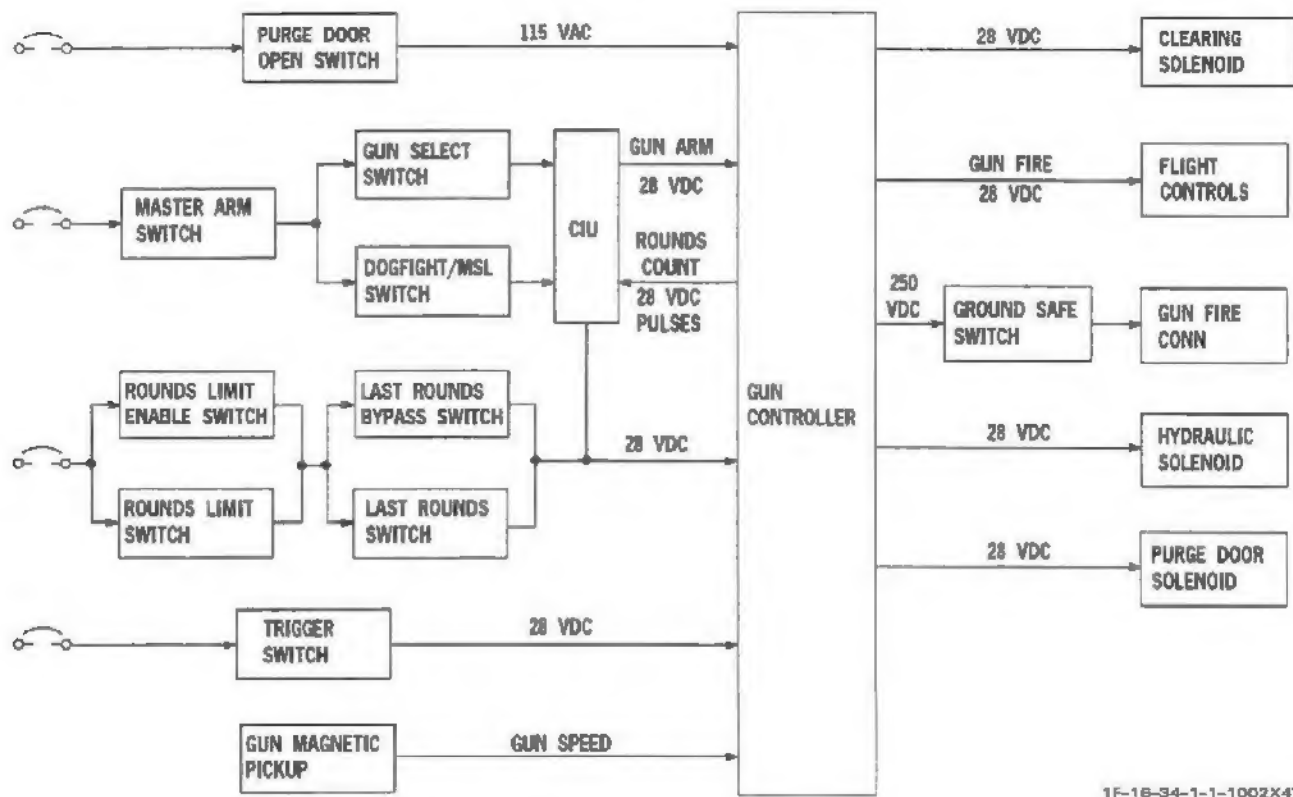 PURGE DOOR
OPEN SWITCH
115 VAC
28 VDC
CLEARING
SOLENOID
GUN SELECT
SWITCH
GUN ARM
28 VDC
GUN FIRE
28 VDC
FLIGHT
CONTROLS
MASTER ARM
SWITCH
CIU
DOGFIGHT/MSL
SWITCH
ROUNDS
COUNT
28 VDC
PULSES
250
VDC
GROUND SAFE
SWITCH
GUN FIRE
CONN
ROUNDS LIMIT
ENABLE SWITCH
LAST ROUNDS
BYPASS SWITCH
28 VDC
GUN
CONTROLLER
28 VDC
HYDRAULIC
SOLENOID
ROUNDS LIMIT
SWITCH
LAST ROUNDS
SWITCH
28 VDC
PURGE DOOR
SOLENOID
TRIGGER
SWITCH
28 VDC
GUN MAGNETIC
PICKUP
GUN SPEED